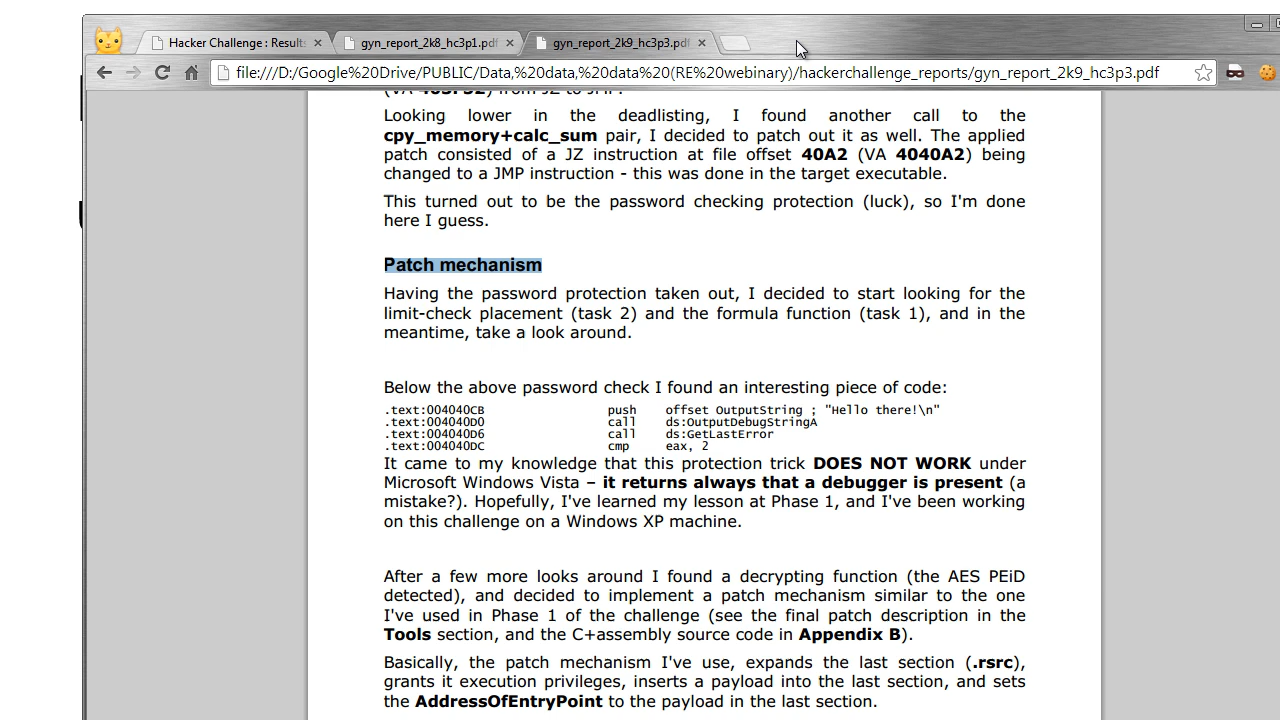 Hacker Challenge : Results
gyn_report_2k8_hc3p1.pdf
gyn_report_2k9_hc3p3.pdf
file:///D:/Google%20Drive/PUBLIC/Data,%20data,%20data%20(RE%20webinar)/hackerchallenge_reports/gyn_report_2k9_hc3p3.pdf
Looking lower in the deadlisting, I found another call to the
cpy_memory+calc_sum pair, I decided to patch out it as well. The applied
patch consisted of a JZ instruction at file offset 40A2 (VA 4040A2) being
changed to a JMP instruction - this was done in the target executable.
This turned out to be the password checking protection (luck), so I'm done
here I guess.
Patch mechanism
Having the password protection taken out, I decided to start looking for the
limit-check placement (task 2) and the formula function (task 1), and in the
meantime, take a look around.
Below the above password check I found an interesting piece of code:
.text:004040CB push offset OutputString ; "Hello there!\n"
.text:004040D0 call ds:OutputDebugStringA
.text:004040D6 call ds:GetLastError
.text:004040DC cmp eax, 2
It came to my knowledge that this protection trick DOES NOT WORK under
Microsoft Windows Vista – it returns always that a debugger is present (a
mistake?). Hopefully, I've learned my lesson at Phase 1, and I've been working
on this challenge on a Windows XP machine.
After a few more looks around I found a decrypting function (the AES PEiD
detected), and decided to implement a patch mechanism similar to the one
I've used in Phase 1 of the challenge (see the final patch description in the
Tools section, and the C+assembly source code in Appendix B).
Basically, the patch mechanism I've use, expands the last section (.rsrc),
grants it execution privileges, inserts a payload into the last section, and sets
the AddressOfEntryPoint to the payload in the last section.